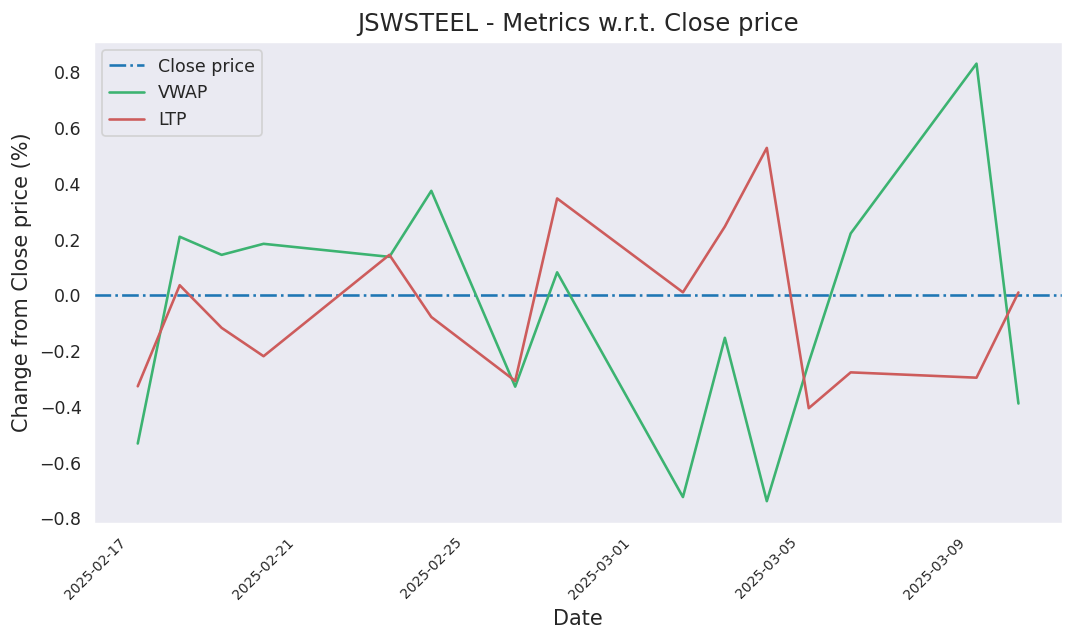 JSWSTEEL - Metrics w.r.t. Close price
Close price
VWAP
LTP
Change from Close price (%)
0.8
0.6
0.4
0.2
0.0
−0.2
−0.4
−0.6
−0.8
2025-02-17
2025-02-21
2025-02-25
2025-03-01
2025-03-05
2025-03-09
Date